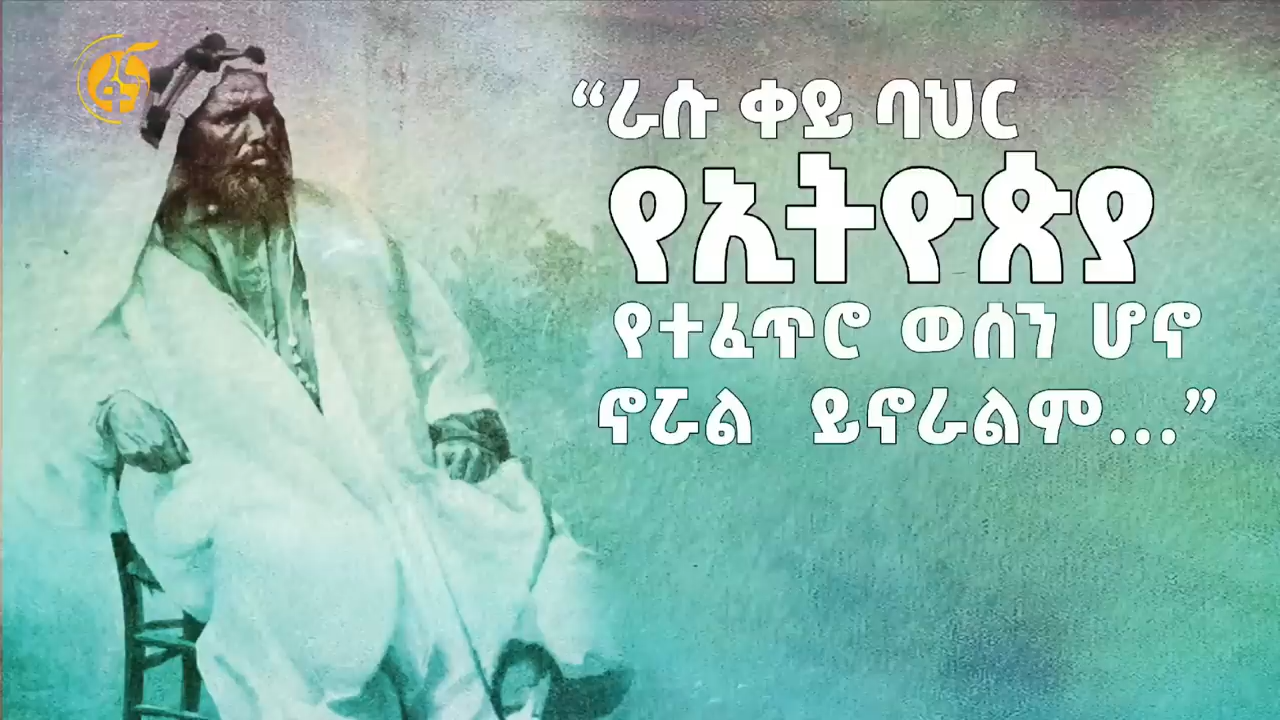 “ራሱ ቀይ ባህር
የኢትዮጵያ
የተፈጥሮ ወሰን ሆኖ
ኖሯል ይኖራልም...”